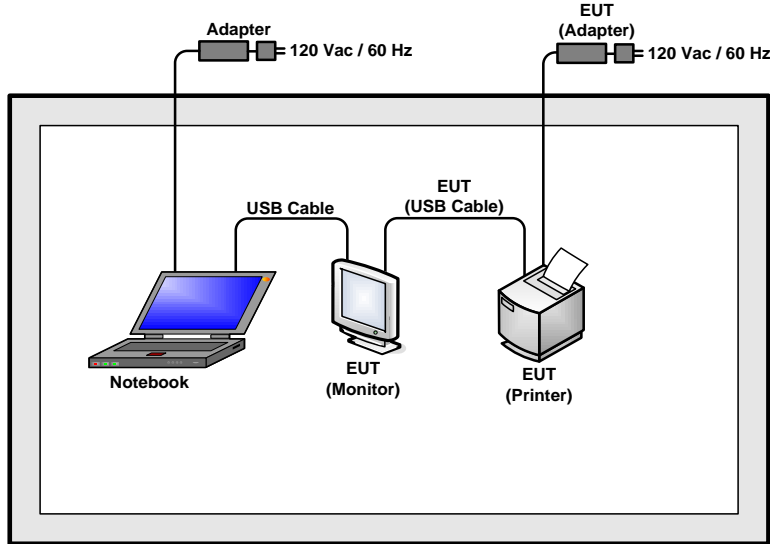 Adapter
120 Vac / 60 Hz
EUT
(Adapter)
120 Vac / 60 Hz
USB Cable
EUT
(USB Cable)
Notebook
EUT
(Monitor)
EUT
(Printer)